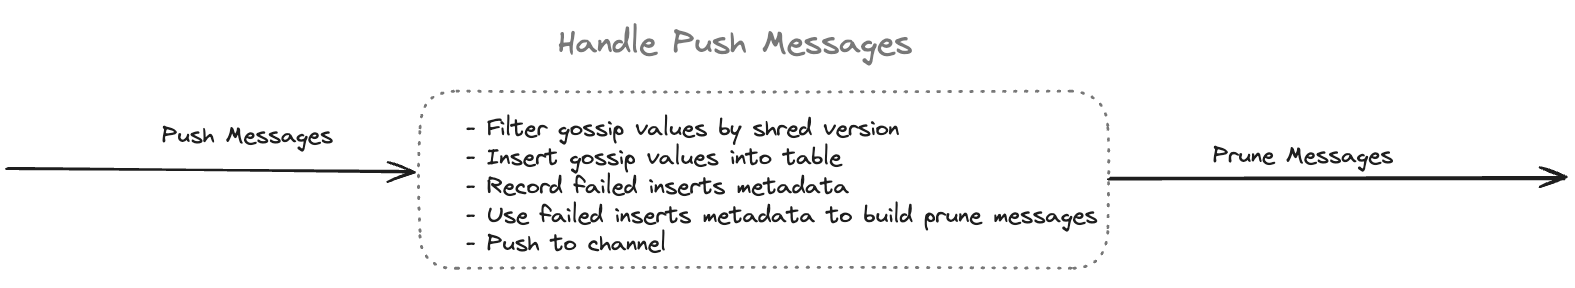 Handle Push Messages
Push Messages
- Filter gossip values by shred version
- Insert gossip values into table
- Record failed inserts metadata
- Use failed inserts metadata to build prune messages
- Push to channel
Prune Messages